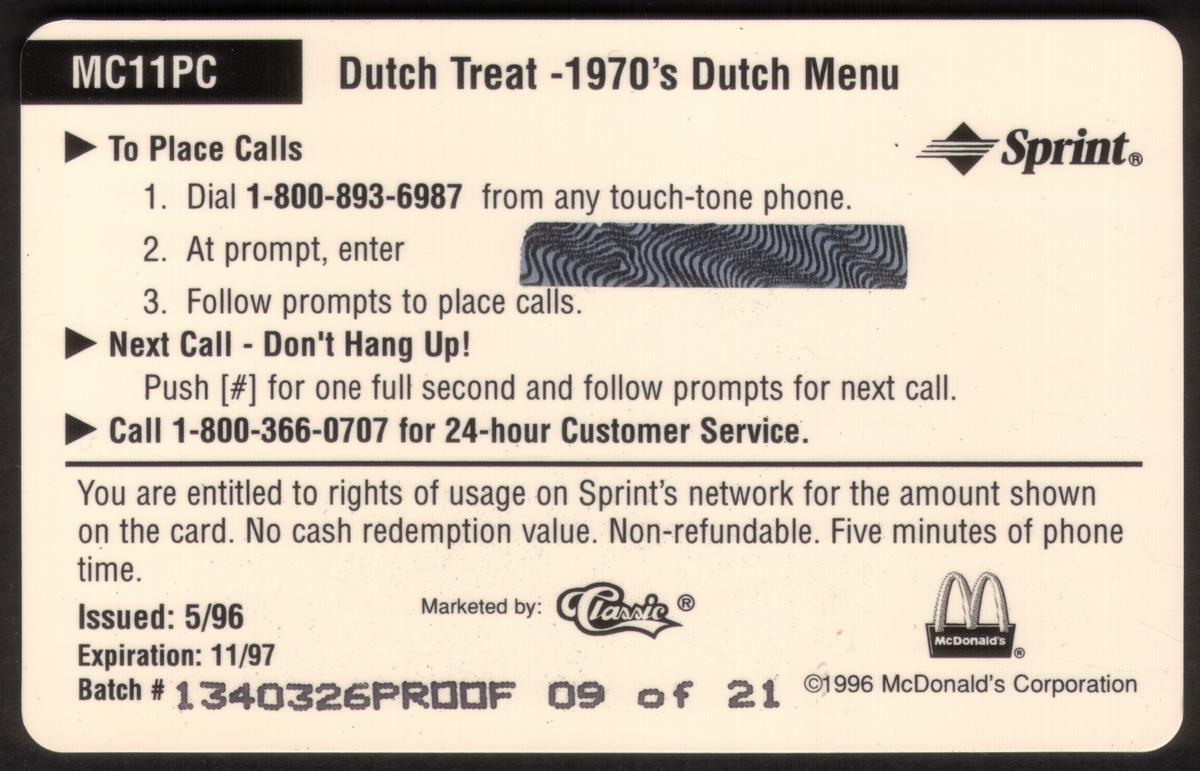 MC11PC
Dutch Treat -1970's Dutch Menu
▶ To Place Calls
Sprint®
1. Dial 1-800-893-6987 from any touch-tone phone.
2. At prompt, enter
3. Follow prompts to place calls.
▶ Next Call - Don't Hang Up!
Push [#] for one full second and follow prompts for next call.
▶ Call 1-800-366-0707 for 24-hour Customer Service.
You are entitled to rights of usage on Sprint's network for the amount shown
on the card. No cash redemption value. Non-refundable. Five minutes of phone
time.
Issued: 5/96
Marketed by: Classic ®
McDonald's ®
Expiration: 11/97
Batch # 1340326PROOF 09 of 21
©1996 McDonald's Corporation